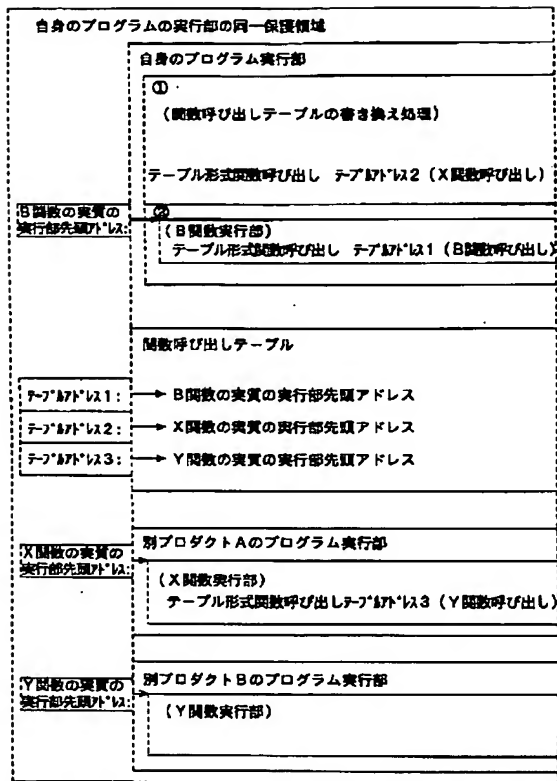 自身のプログラムの実行部の同一保護領域
自身のプログラム実行部
①
(関数呼び出しテーブルの書き換え処理)
テーブル形式関数呼び出し テーブルアドレス2(X関数呼び出し)
B関数の実質の
実行部先頭アドレス:
②
(B関数実行部)
テーブル形式関数呼び出し テーブルアドレス1(B関数呼び出し)
関数呼び出しテーブル
テーブルアドレス1: B関数の実質の実行部先頭アドレス
テーブルアドレス2: X関数の実質の実行部先頭アドレス
テーブルアドレス3: Y関数の実質の実行部先頭アドレス
別プロダクトAのプログラム実行部
X関数の実質の
実行部先頭アドレス:
(X関数実行部)
テーブル形式関数呼び出しテーブルアドレス3(Y関数呼び出し)
別プロダクトBのプログラム実行部
Y関数の実質の
実行部先頭アドレス:
(Y関数実行部)